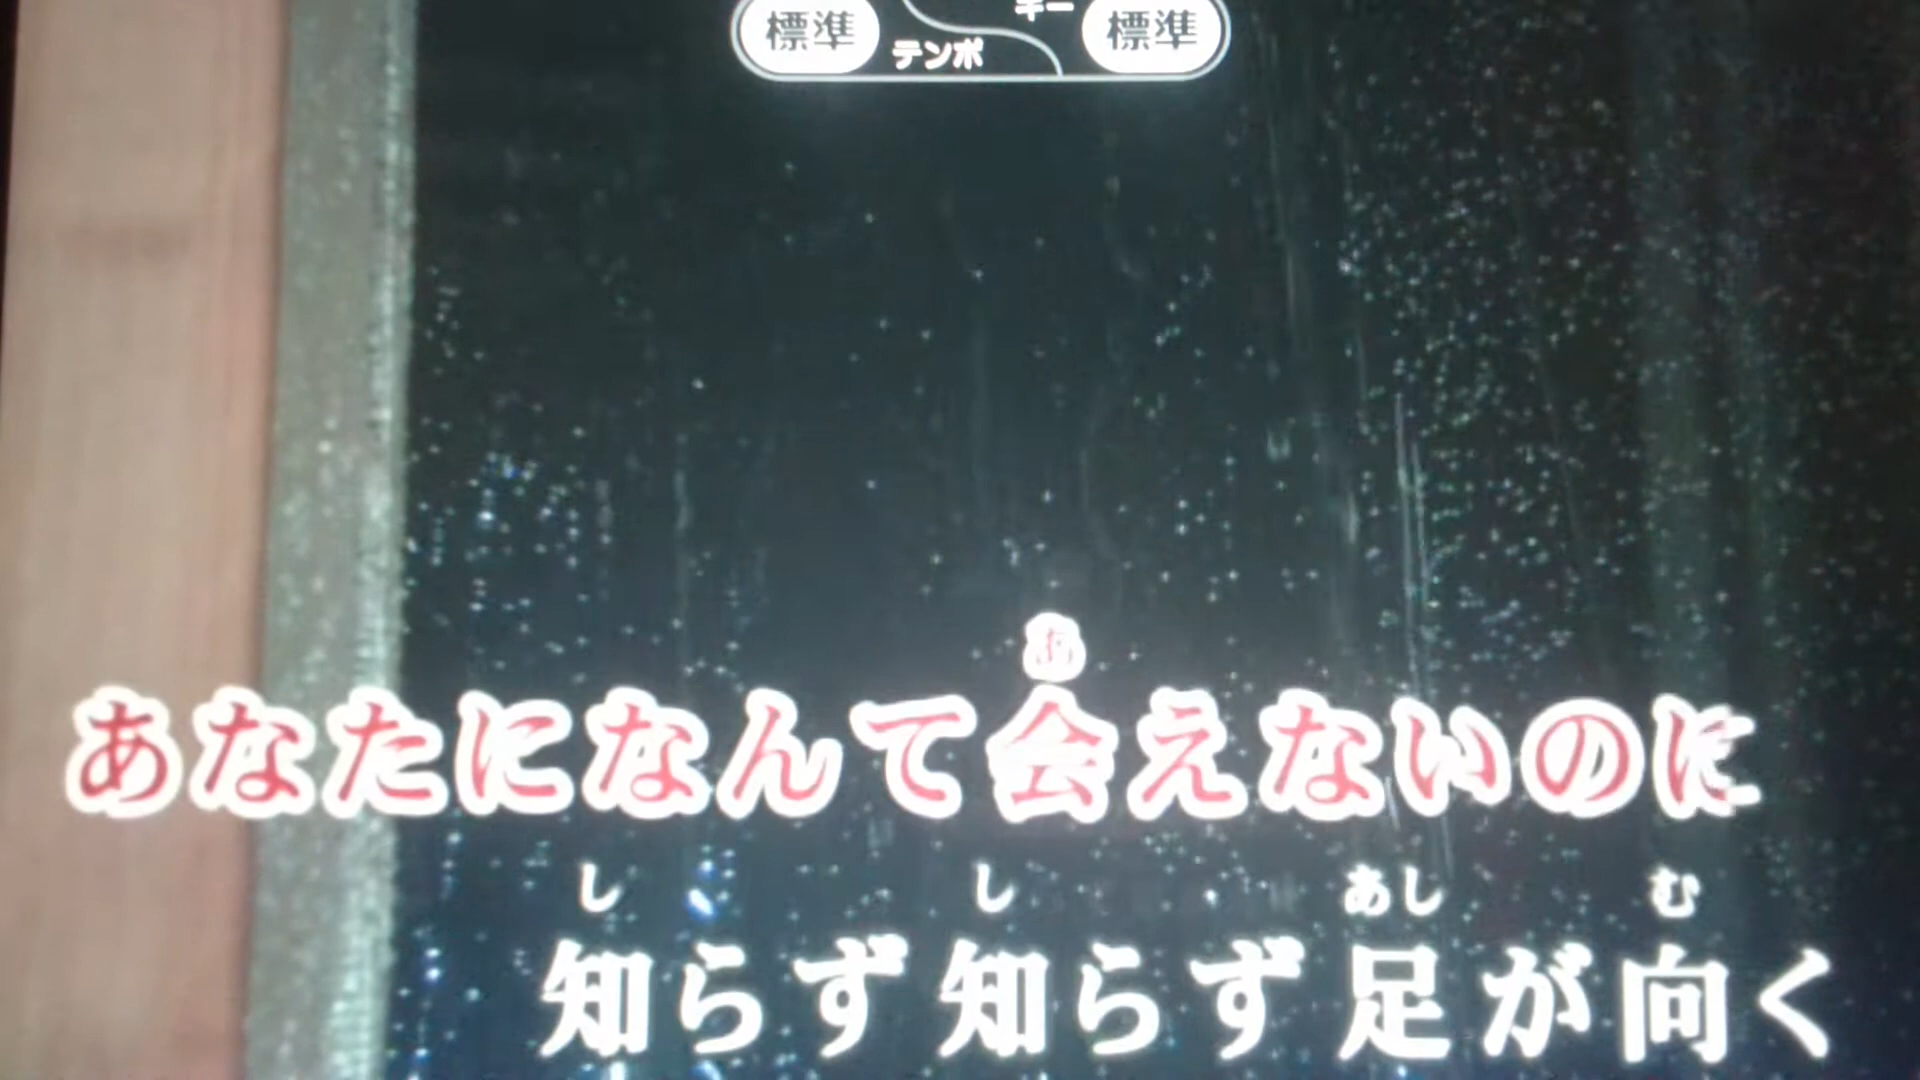 標準 テンポ キー 標準
あ
あなたになんて会えないのに
し し あし む
知らず知らず足が向く